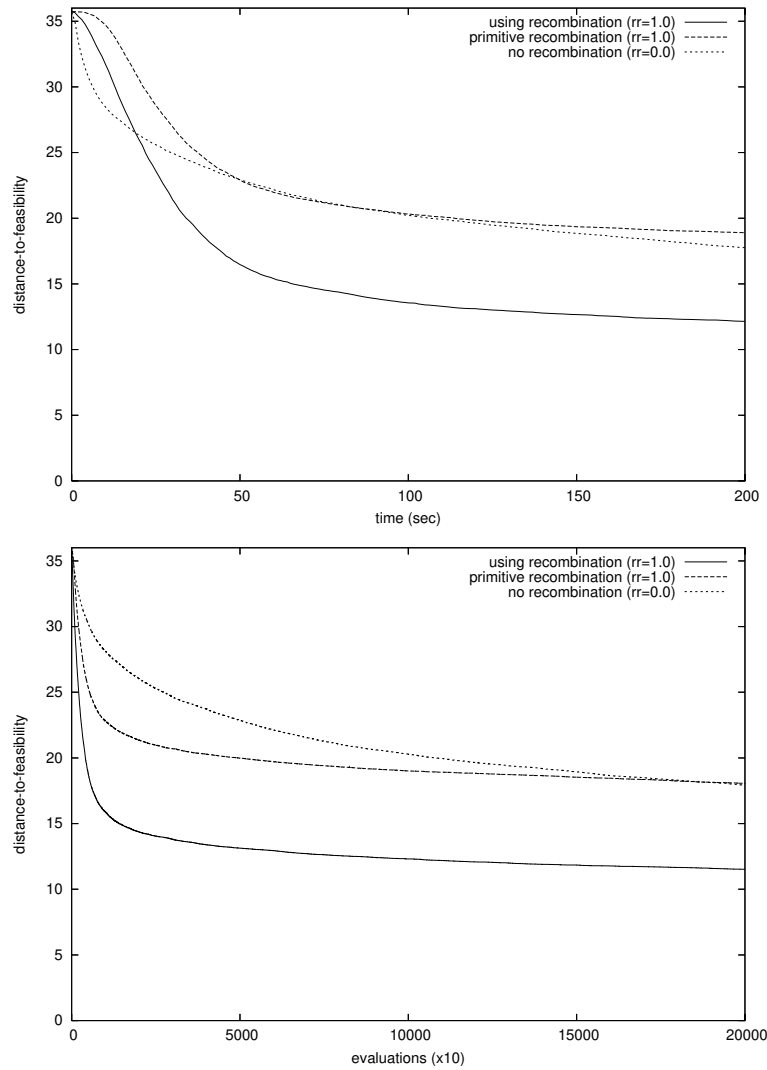 35
30
25
20
15
10
5
0
distance-to-feasibility
using recombination (rr=1.0)
primitive recombination (rr=1.0)
no recombination (rr=0.0)
0 50 100 150 200
time (sec)
35
30
25
20
15
10
5
0
distance-to-feasibility
using recombination (rr=1.0)
primitive recombination (rr=1.0)
no recombination (rr=0.0)
0 5000 10000 15000 20000
evaluations (x10)